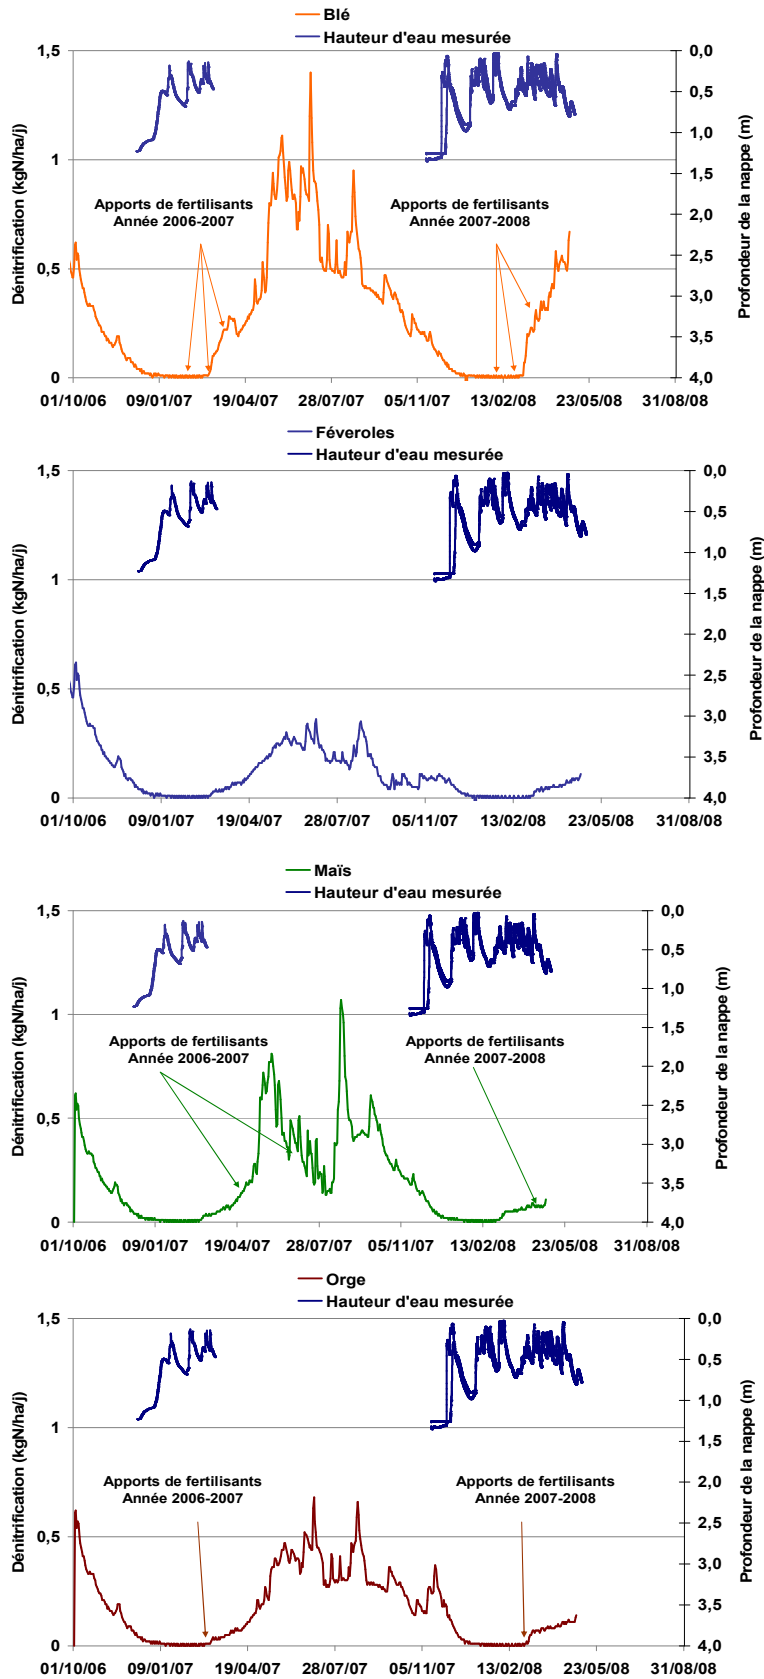 Blé
Hauteur d'eau mesurée
1,5
1
0,5
0
Dénitrification (kgN/ha/j)
0,0
0,5
1,0
1,5
2,0
2,5
3,0
3,5
4,0
Profondeur de la nappe (m)
Apports de fertilisants
Année 2006-2007
Apports de fertilisants
Année 2007-2008
01/10/06 09/01/07 19/04/07 28/07/07 05/11/07 13/02/08 23/05/08 31/08/08
Féveroles
Hauteur d'eau mesurée
1,5
1
0,5
0
Dénitrification (kgN/ha/j)
0,0
0,5
1,0
1,5
2,0
2,5
3,0
3,5
4,0
Profondeur de la nappe (m)
01/10/06 09/01/07 19/04/07 28/07/07 05/11/07 13/02/08 23/05/08 31/08/08
Maïs
Hauteur d'eau mesurée
1,5
1
0,5
0
Dénitrification (kgN/ha/j)
0,0
0,5
1,0
1,5
2,0
2,5
3,0
3,5
4,0
Profondeur de la nappe (m)
Apports de fertilisants
Année 2006-2007
Apports de fertilisants
Année 2007-2008
01/10/06 09/01/07 19/04/07 28/07/07 05/11/07 13/02/08 23/05/08 31/08/08
Orge
Hauteur d'eau mesurée
1,5
1
0,5
0
Dénitrification (kgN/ha/j)
0,0
0,5
1,0
1,5
2,0
2,5
3,0
3,5
4,0
Profondeur de la nappe (m)
Apports de fertilisants
Année 2006-2007
Apports de fertilisants
Année 2007-2008
01/10/06 09/01/07 19/04/07 28/07/07 05/11/07 13/02/08 23/05/08 31/08/08